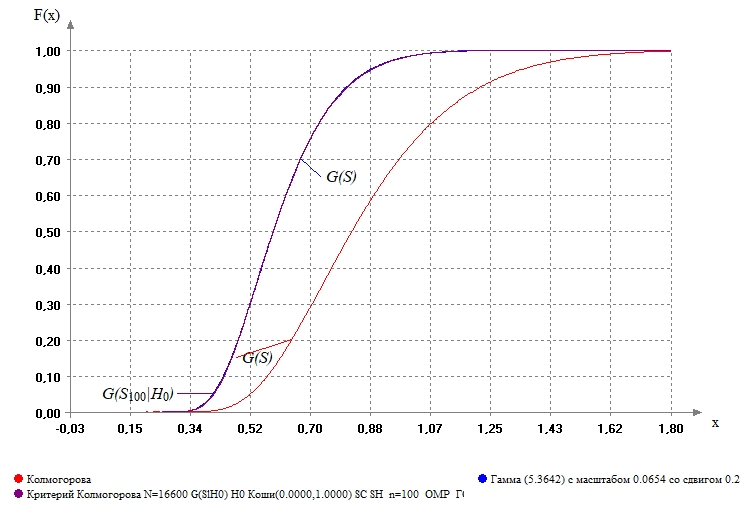 F(x)
1,00
0,90
0,80
0,70
G(S)
0,60
0,50
0,40
0,30
0,20
G(S)
0,10
G(S100|H0)
0,00
-0,03 0,15 0,34 0,52 0,70 0,88 1,07 1,25 1,43 1,62 1,80
x
Колмогорова
Гамма (5.3642) с масштабом 0.0654 со сдвигом 0.2
Критерий Колмогорова N=16600 G(S|H0) H0 Коши(0.0000,1.0000) SC SH n=100 ОМР